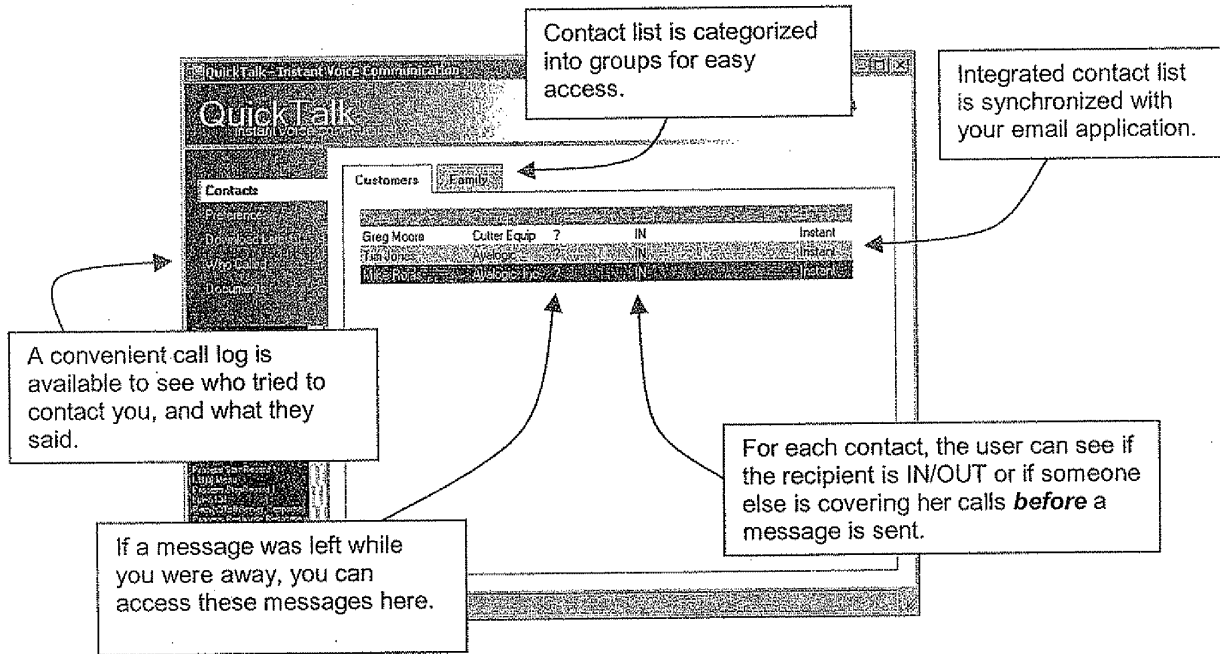 Contact list is categorized
into groups for easy
access.
Integrated contact list
is synchronized with
your email application.
QuickTalk - Instant Voice Communication
QuickTalk
Instant voice
Customers Family
Contacts
Preference
Who Called
Documents
Greg Moore Cutter Equip ? IN Instant
Tim Jones Ayelogic ? IN Instant
Mike Ayelogic Inc ? IN Instant
A convenient call log is
available to see who tried to
contact you, and what they
said.
For each contact, the user can see if
the recipient is IN/OUT or if someone
else is covering her calls before a
message is sent.
If a message was left while
you were away, you can
access these messages here.